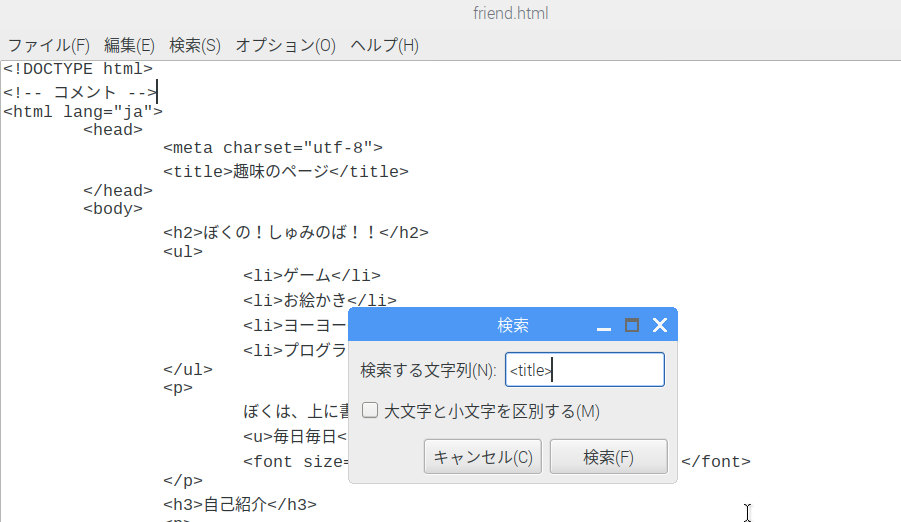 friend.html
ファイル(F) 編集(E) 検索(S) オプション(O) ヘルプ(H)
<!DOCTYPE html>
<!-- コメント -->
<html lang="ja">
<head>
<meta charset="utf-8">
<title>趣味のページ</title>
</head>
<body>
<h2>ぼくの！しゅみのば！！</h2>
<ul>
<li>ゲーム</li>
<li>お絵かき</li>
<li>ヨーヨー
<li>プログラ
</ul>
<p>
ぼくは、上に書
<u>毎日毎日<
<font size= </font>
</p>
<h3>自己紹介</h3>
検索
検索する文字列(N): <title>
大文字と小文字を区別する(M)
キャンセル(C) 検索(F)